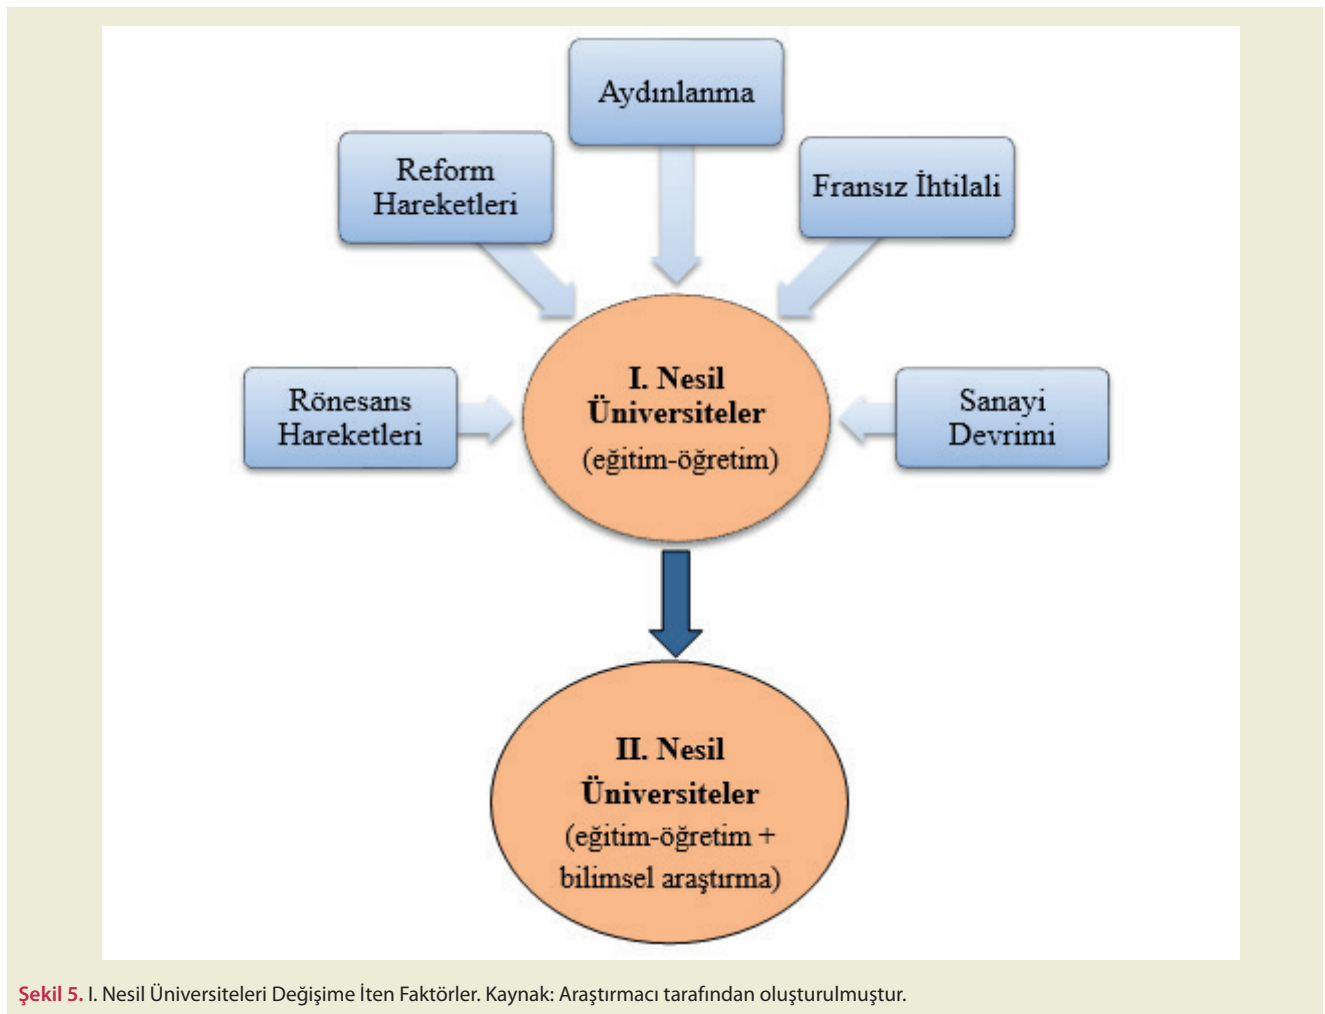 Aydınlanma
Reform
Hareketleri
Fransız İhtilali
Rönesans
Hareketleri
I. Nesil
Üniversiteler
(eğitim-öğretim)
Sanayi
Devrimi
II. Nesil
Üniversiteler
(eğitim-öğretim +
bilimsel araştırma)
Şekil 5. I. Nesil Üniversiteleri Değişime İten Faktörler. Kaynak: Araştırmacı tarafından oluşturulmuştur.